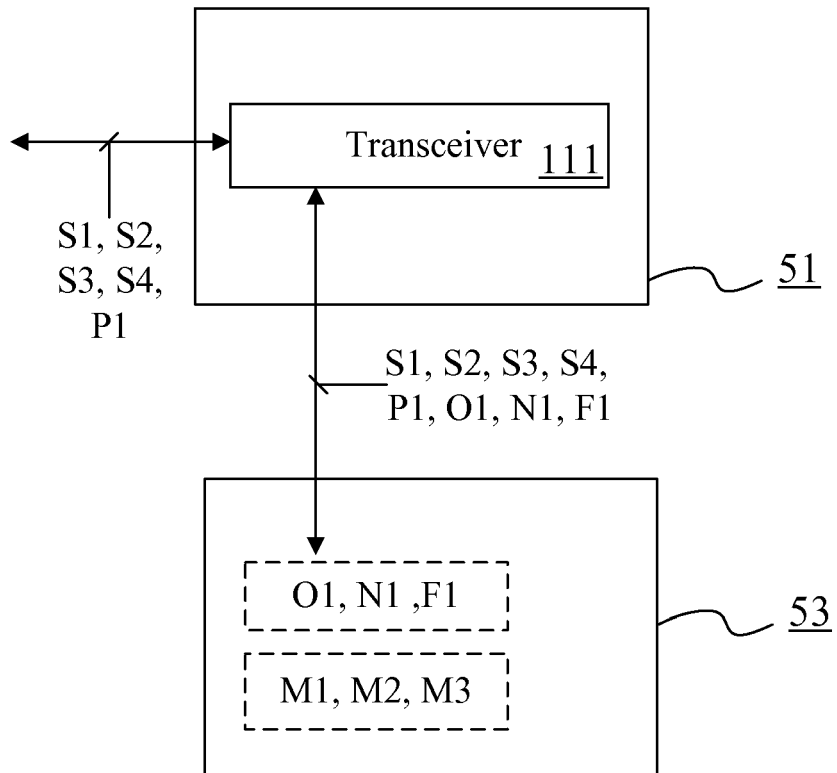 Transceiver 111
S1, S2,
S3, S4,
P1
51
S1, S2, S3, S4,
P1, O1, N1, F1
O1, N1 ,F1
53
M1, M2, M3